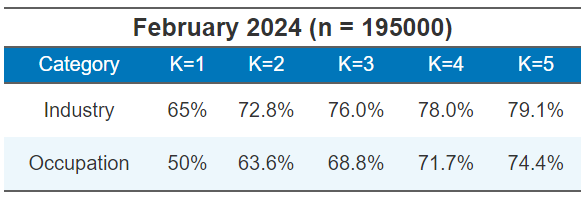 February 2024 (n = 195000)
Category K=1 K=2 K=3 K=4 K=5
Industry 65% 72.8% 76.0% 78.0% 79.1%
Occupation 50% 63.6% 68.8% 71.7% 74.4%